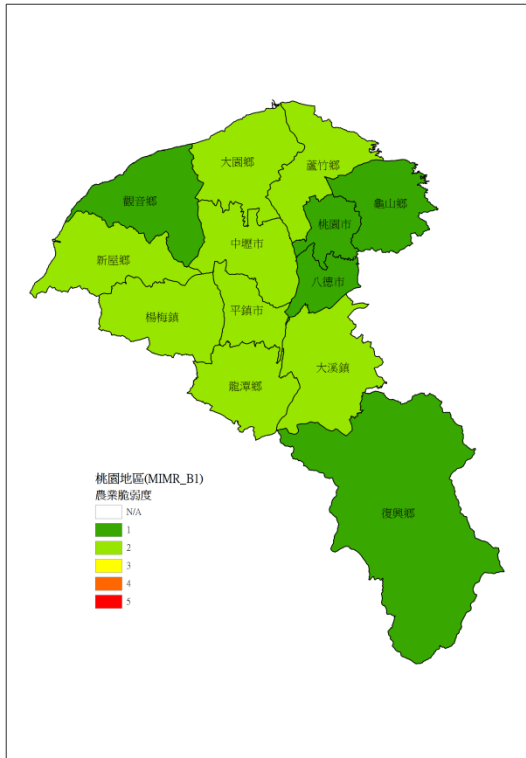 大園鄉
蘆竹鄉
觀音鄉
桃園市
龜山鄉
中壢市
新屋鄉
八德市
楊梅鎮
平鎮市
大溪鎮
龍潭鄉
復興鄉
桃園地區(MIMR_B1)
農業脆弱度
N/A
1
2
3
4
5